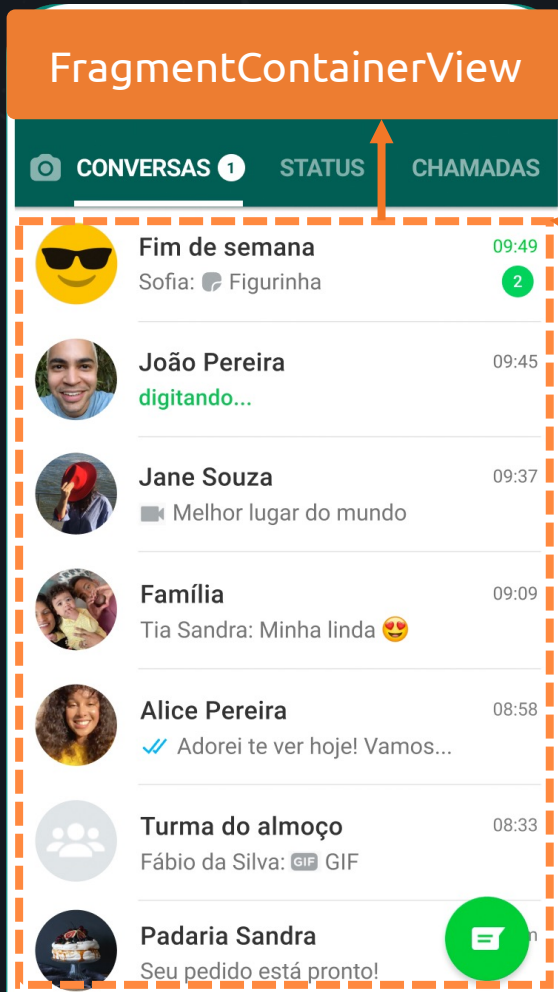 FragmentContainerView
CONVERSAS 1 STATUS CHAMADAS
Fim de semana 09:49
Sofia: Figurinha 2
João Pereira 09:45
digitando...
Jane Souza 09:37
Melhor lugar do mundo
Família 09:09
Tia Sandra: Minha linda 😍
Alice Pereira 08:58
Adorei te ver hoje! Vamos...
Turma do almoço 08:33
Fábio da Silva: GIF GIF
Padaria Sandra
Seu pedido está pronto!